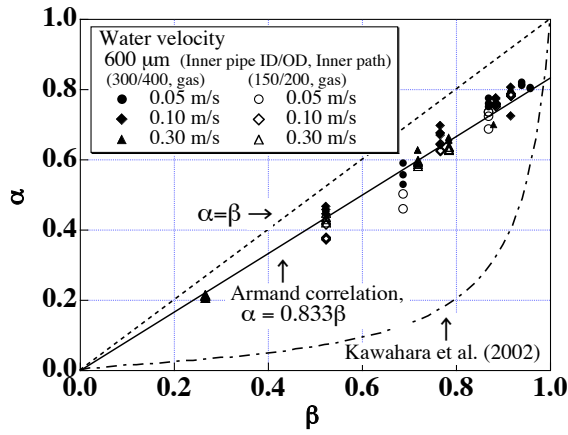 Water velocity
600 μm (Inner pipe ID/OD, Inner path)
(300/400, gas) (150/200, gas)
0.05 m/s 0.05 m/s
0.10 m/s 0.10 m/s
0.30 m/s 0.30 m/s
1.0
0.8
0.6
0.4
0.2
0.0
α
α=β →
Armand correlation,
α = 0.833β
Kawahara et al. (2002)
0.0 0.2 0.4 0.6 0.8 1.0
β